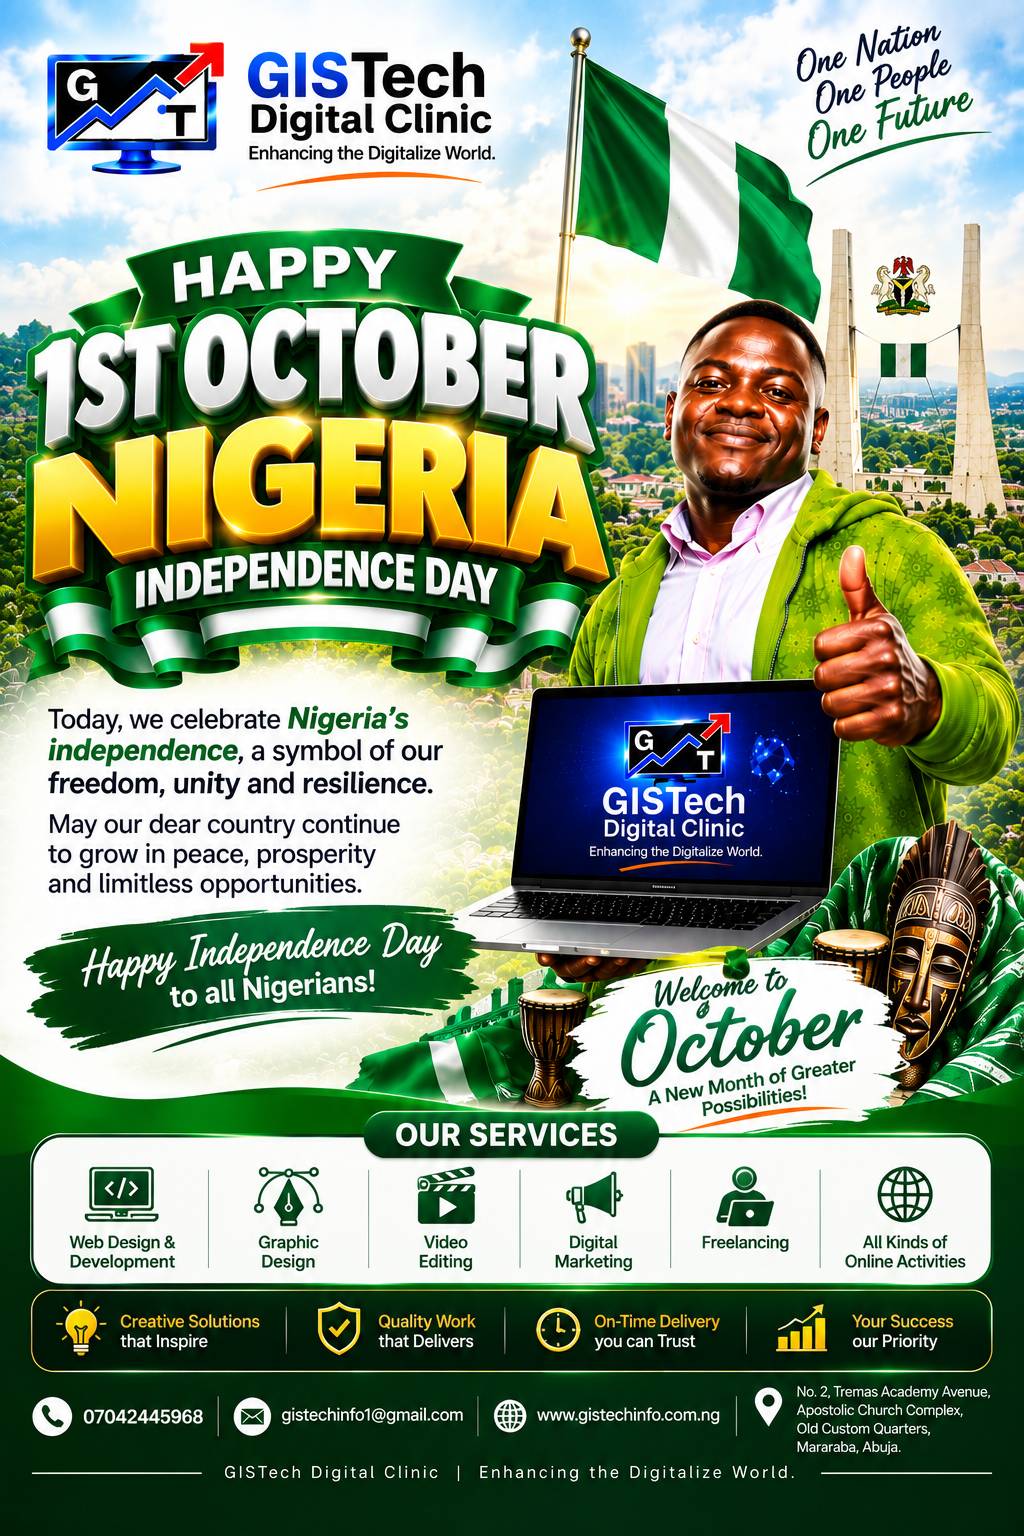 G T
GISTech
Digital Clinic
Enhancing the Digitalize World.
One Nation
One People
One Future
HAPPY
1ST OCTOBER
NIGERIA
INDEPENDENCE DAY
Today, we celebrate Nigeria's
independence, a symbol of our
freedom, unity and resilience.
May our dear country continue
to grow in peace, prosperity
and limitless opportunities.
Happy Independence Day
to all Nigerians!
G T
GISTech
Digital Clinic
Enhancing the Digitalize World.
Welcome to
October
A New Month of Greater
Possibilities!
OUR SERVICES
Web Design &
Development
Graphic
Design
Video
Editing
Digital
Marketing
Freelancing
All Kinds of
Online Activities
Creative Solutions
that Inspire
Quality Work
that Delivers
On-Time Delivery
you can Trust
Your Success
our Priority
07042445968
gistechinfo1@gmail.com
www.gistechinfo.com.ng
No. 2, Tremas Academy Avenue,
Apostolic Church Complex,
Old Custom Quarters,
Mararaba, Abuja.
GISTech Digital Clinic | Enhancing the Digitalize World.